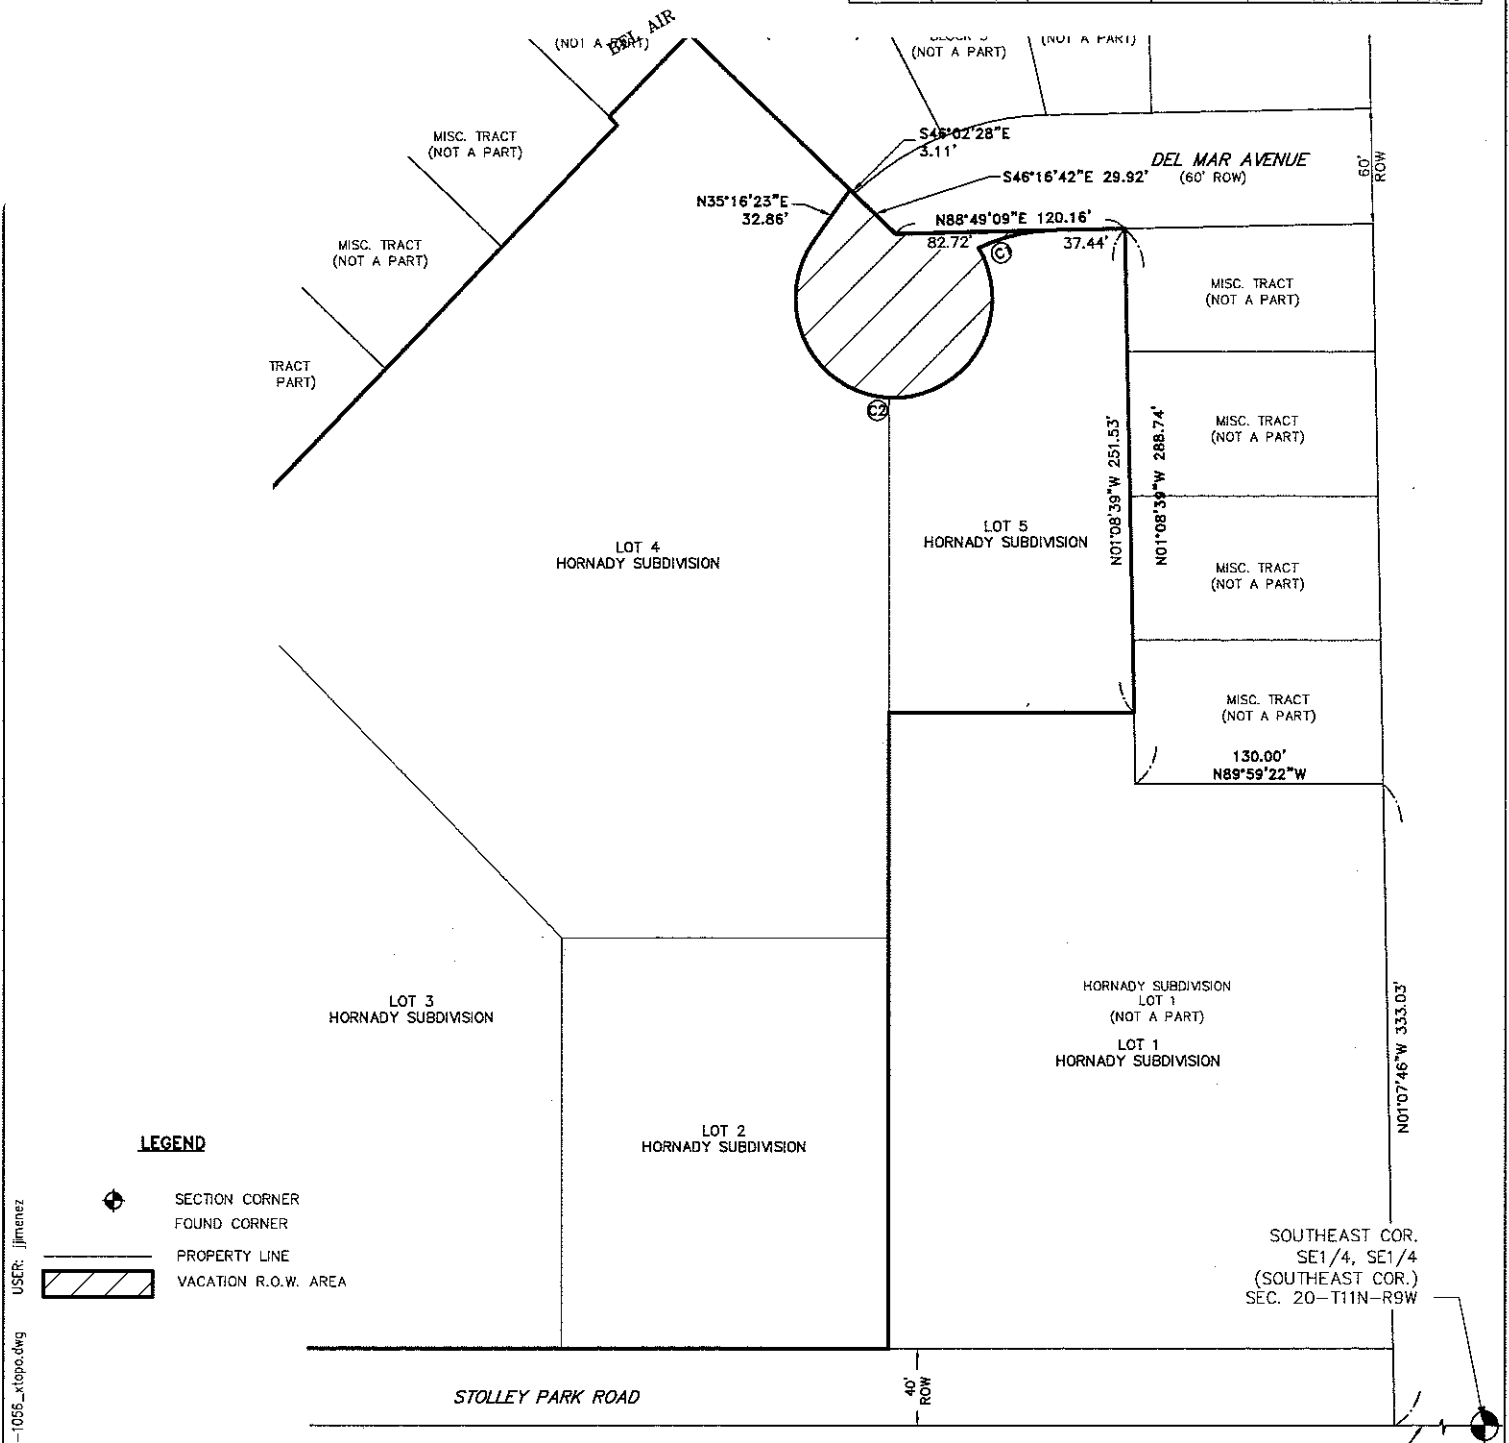 BEL AIR
(NOT A PART)
(NOT A PART)
(NOT A PART)
MISC. TRACT
(NOT A PART)
S46°02'28"E
3.11'
DEL MAR AVENUE
(60' ROW)
60'
ROW
S46°16'42"E 29.92'
N35°16'23"E
32.86'
N88°49'09"E 120.16'
82.72'
37.44'
C1
MISC. TRACT
(NOT A PART)
MISC. TRACT
(NOT A PART)
TRACT
PART)
C2
MISC. TRACT
(NOT A PART)
N01°08'39"W 251.53'
N01°08'39"W 288.74'
LOT 4
HORNADY SUBDIVISION
LOT 5
HORNADY SUBDIVISION
MISC. TRACT
(NOT A PART)
MISC. TRACT
(NOT A PART)
130.00'
N89°59'22"W
LOT 3
HORNADY SUBDIVISION
HORNADY SUBDIVISION
LOT 1
(NOT A PART)
LOT 1
HORNADY SUBDIVISION
N01°07'46"W 333.03'
LOT 2
HORNADY SUBDIVISION
LEGEND
SECTION CORNER
FOUND CORNER
PROPERTY LINE
VACATION R.O.W. AREA
SOUTHEAST COR.
SE1/4, SE1/4
(SOUTHEAST COR.)
SEC. 20-T11N-R9W
STOLLEY PARK ROAD
40'
ROW
USER: jjimenez
-1056_xtopo.dwg